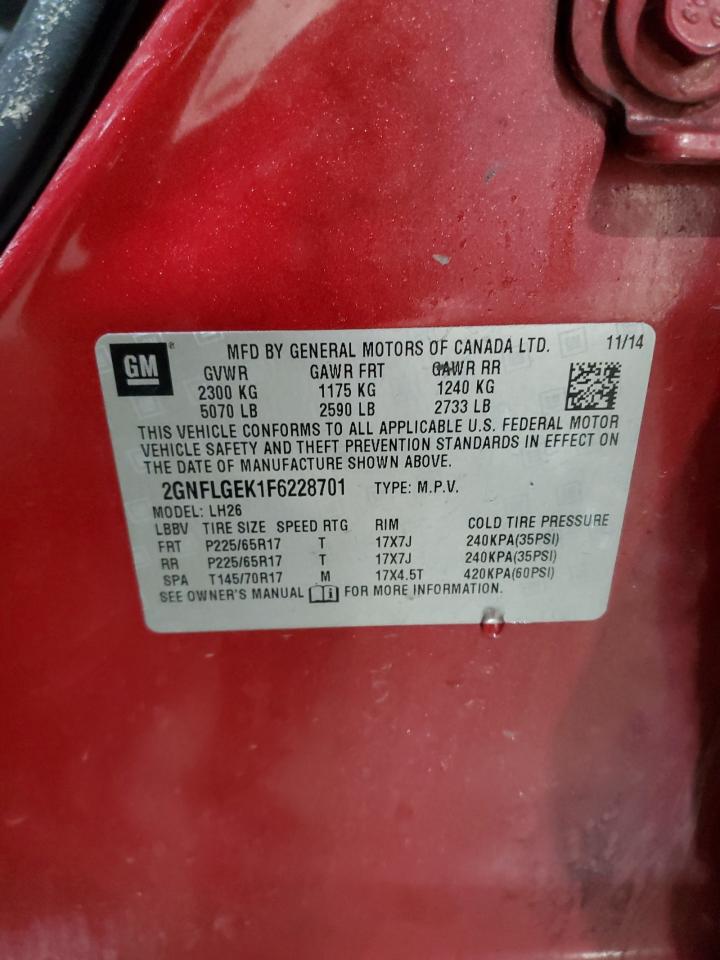 GM ® MFD BY GENERAL MOTORS OF CANADA LTD. 11/14
GVWR GAWR FRT GAWR RR
2300 KG 1175 KG 1240 KG
5070 LB 2590 LB 2733 LB
THIS VEHICLE CONFORMS TO ALL APPLICABLE U.S. FEDERAL MOTOR
VEHICLE SAFETY AND THEFT PREVENTION STANDARDS IN EFFECT ON
THE DATE OF MANUFACTURE SHOWN ABOVE.
2GNFLGEK1F6228701 TYPE: M.P.V.
MODEL: LH26
LBBV TIRE SIZE SPEED RTG RIM COLD TIRE PRESSURE
FRT P225/65R17 T 17X7J 240KPA(35PSI)
RR P225/65R17 T 17X7J 240KPA(35PSI)
SPA T145/70R17 M 17X4.5T 420KPA(60PSI)
SEE OWNER'S MANUAL i FOR MORE INFORMATION.